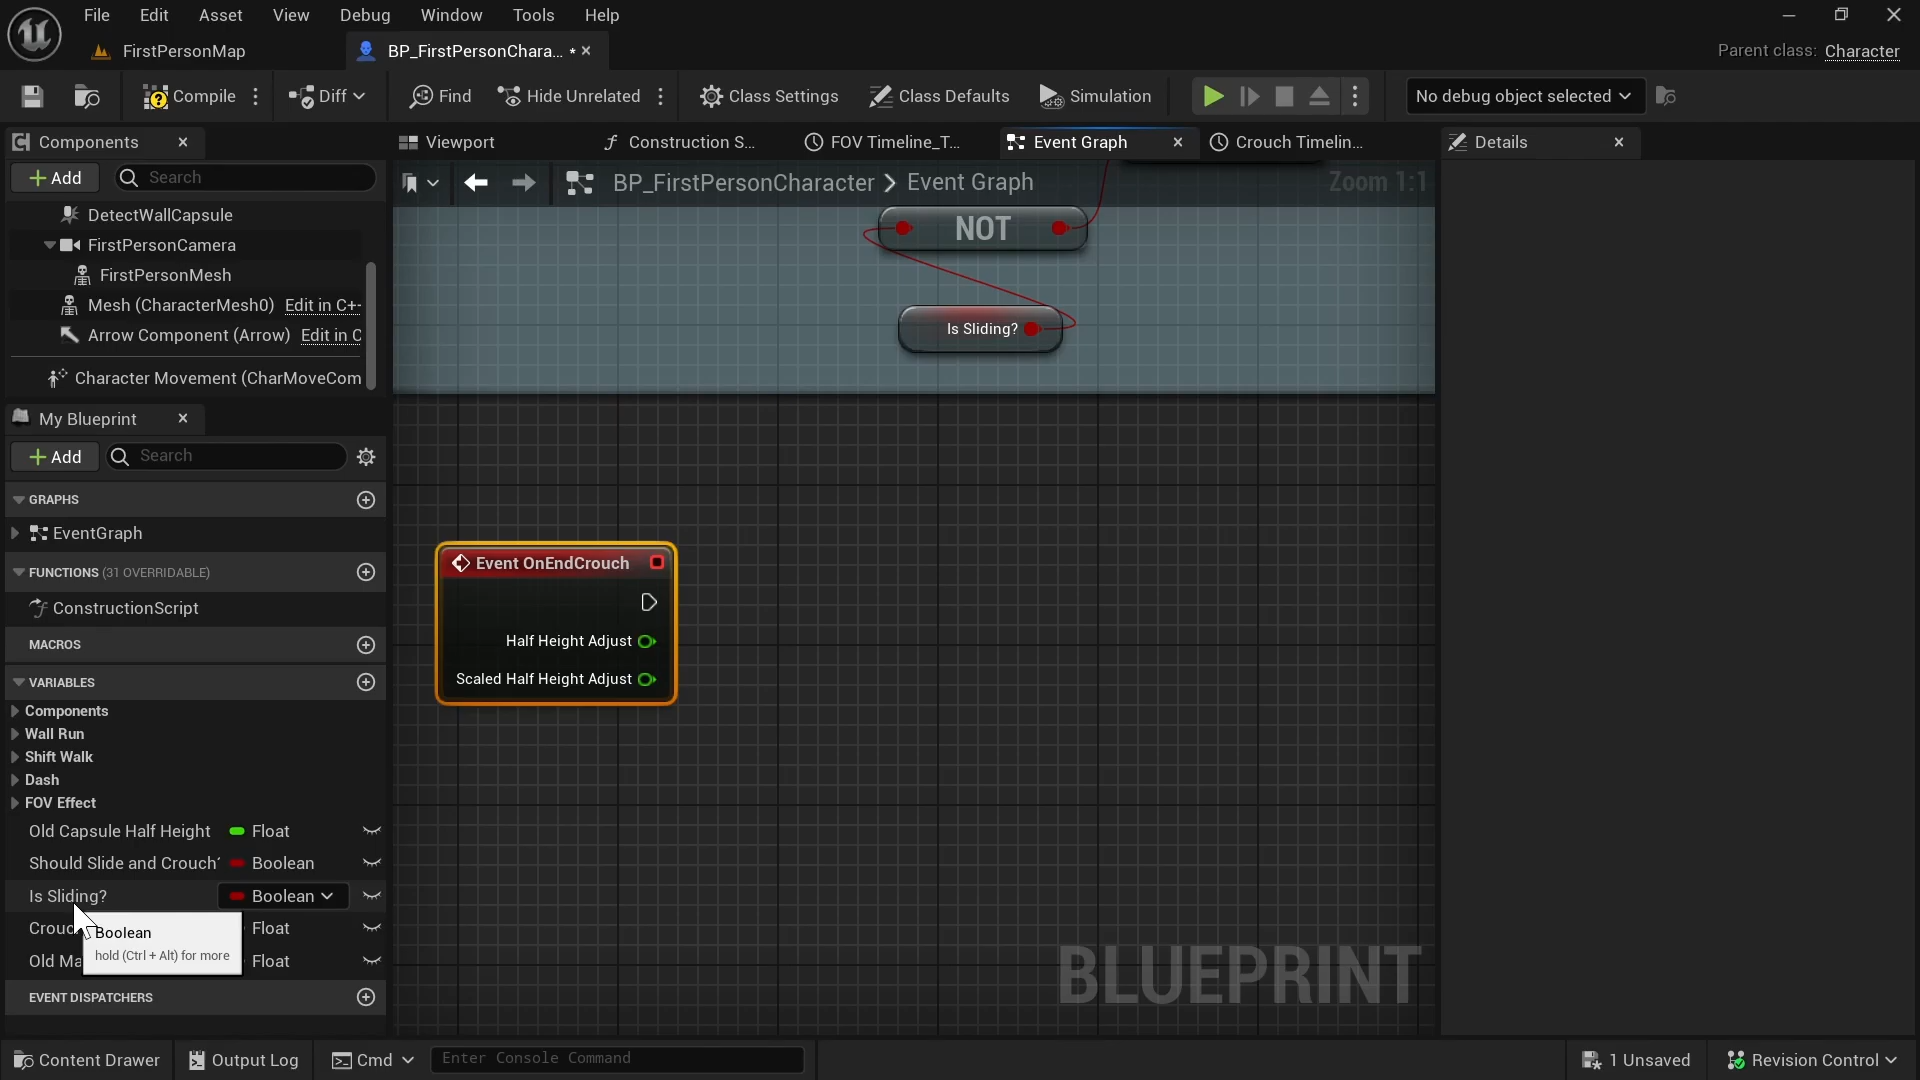 File Edit Asset View Debug Window Tools Help
FirstPersonMap
BP_FirstPersonChara... *
Parent class: Character
Compile
Diff
Find
Hide Unrelated
Class Settings
Class Defaults
Simulation
No debug object selected
Components
Viewport
Construction S...
FOV Timeline_T...
Event Graph
Crouch Timelin...
Details
Add
Search
BP_FirstPersonCharacter
Event Graph
Zoom 1:1
DetectWallCapsule
FirstPersonCamera
FirstPersonMesh
Mesh (CharacterMesh0) Edit in C+
Arrow Component (Arrow) Edit in C
Character Movement (CharMoveCom
NOT
Is Sliding?
My Blueprint
Add
Search
GRAPHS
EventGraph
FUNCTIONS (31 OVERRIDABLE)
ConstructionScript
MACROS
VARIABLES
Components
Wall Run
Shift Walk
Dash
FOV Effect
Old Capsule Half Height Float
Should Slide and Crouch Boolean
Is Sliding? Boolean
Float
Old Ma Float
Boolean
hold (Ctrl + Alt) for more
EVENT DISPATCHERS
Event OnEndCrouch
Half Height Adjust
Scaled Half Height Adjust
BLUEPRINT
Content Drawer
Output Log
Cmd
Enter Console Command
1 Unsaved
Revision Control